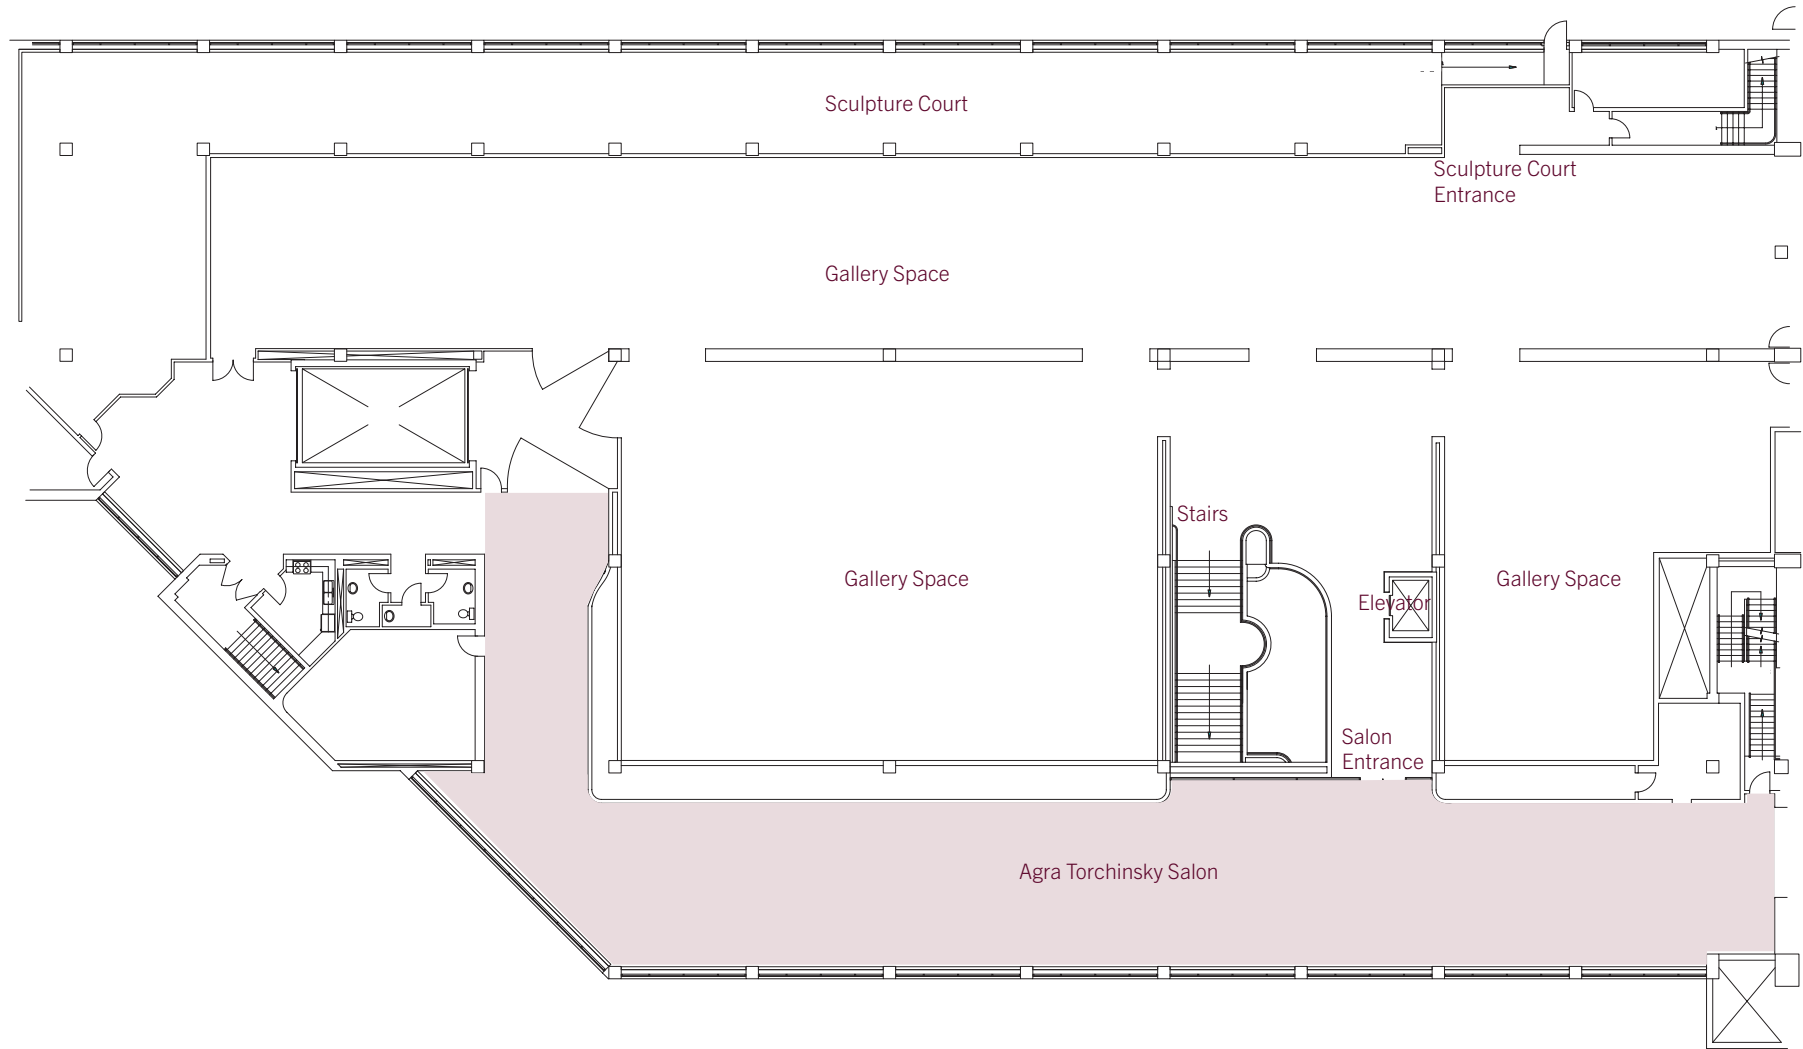 Sculpture Court
Sculpture Court
Entrance
Gallery Space
Stairs
Gallery Space
Gallery Space
Elevator
Salon
Entrance
Agra Torchinsky Salon